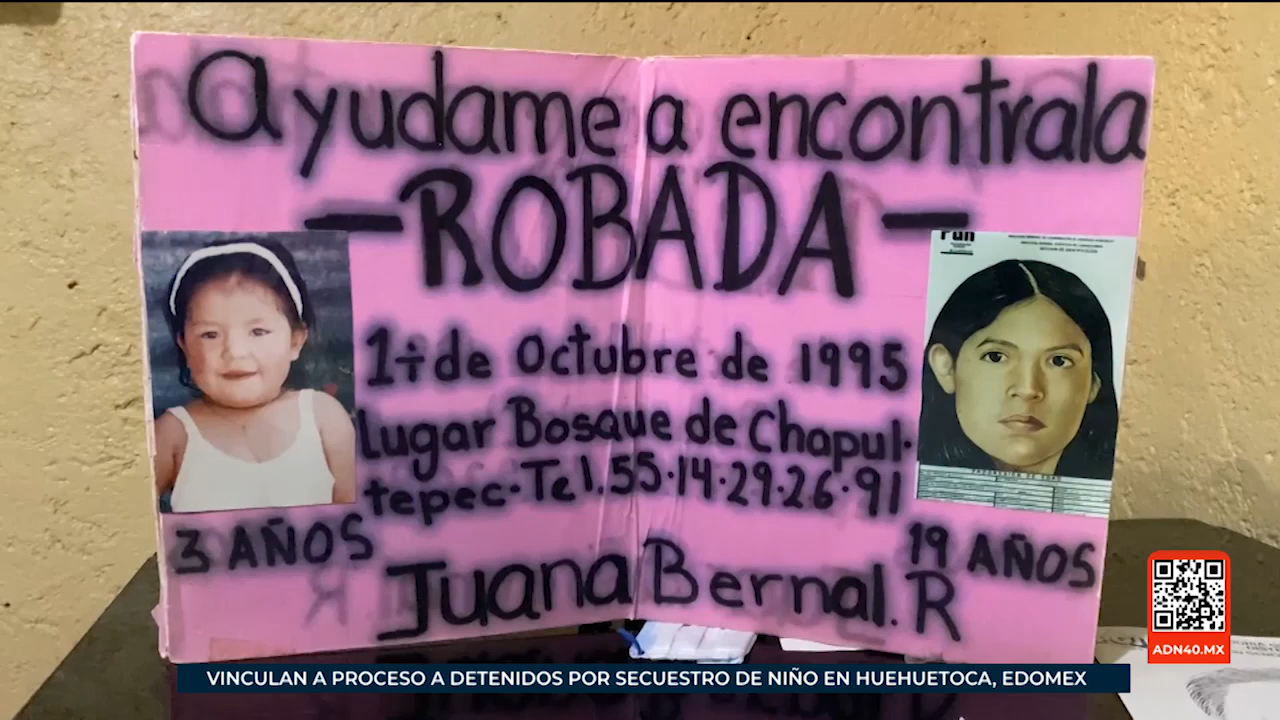 ayudame a encontrala
-ROBADA-
1÷de Octubre de 1995
Lugar Bosque de Chapul-
tepec-Tel.55-14-29-26-91
3 AÑOS
19 AÑOS
Juana Bernal.R
ADN40.MX
VINCULAN A PROCESO A DETENIDOS POR SECUESTRO DE NIÑO EN HUEHUETOCA, EDOMEX